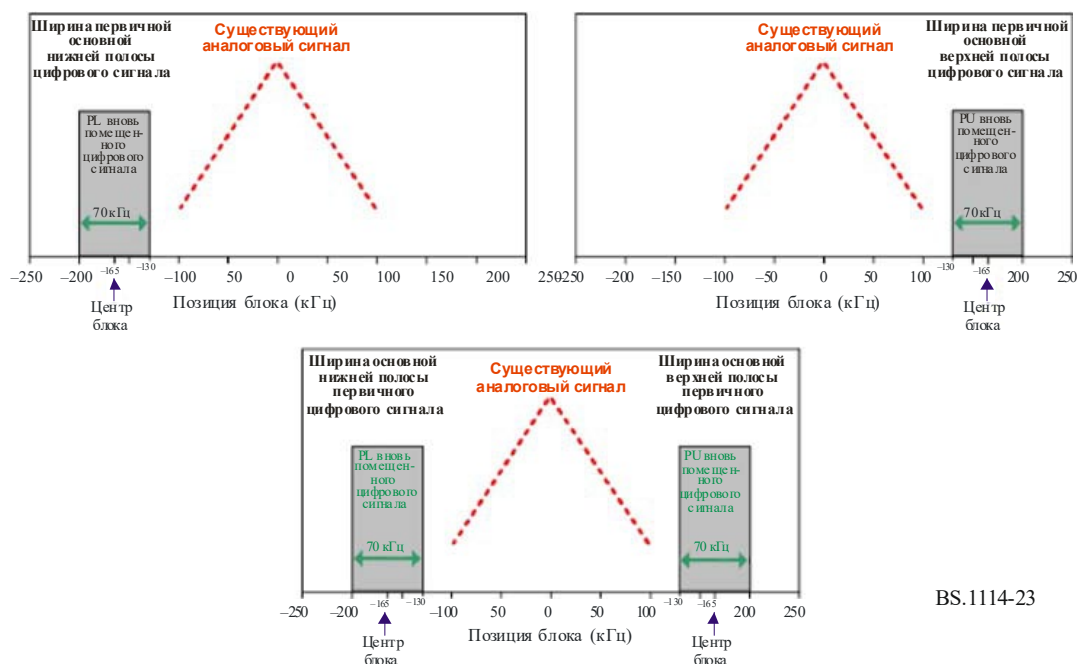 Ширина первичной
основной
нижней полосы
цифрового сигнала
Существующий
аналоговый сигнал
PL вновь
помещен-
ного
цифрового
сигнала
70 кГц
–250 –200 –165 –130 –100 50 0 50 100 200 250
Центр
блока
Позиция блока (кГц)
Существующий
аналоговый сигнал
Ширина первичной
основной
верхней полосы
цифрового сигнала
PU вновь
помещен-
ного
цифрового
сигнала
70 кГц
–250 –200 –100 50 0 50 100 –130 –165 200 250
Позиция блока (кГц)
Центр
блока
Ширина основной
нижней полосы
первичного
цифрового сигнала
Существующий
аналоговый сигнал
Ширина основной
верхней полосы
первичного
цифрового сигнала
PL вновь
помещен-
ного
цифрового
сигнала
PU вновь
помещен-
ного
цифрового
сигнала
70 кГц
70 кГц
–250 –200 –165 –130 –100 50 0 50 100 –130 –165 200 250
Центр
блока
Позиция блока (кГц)
Центр
блока
BS.1114-23